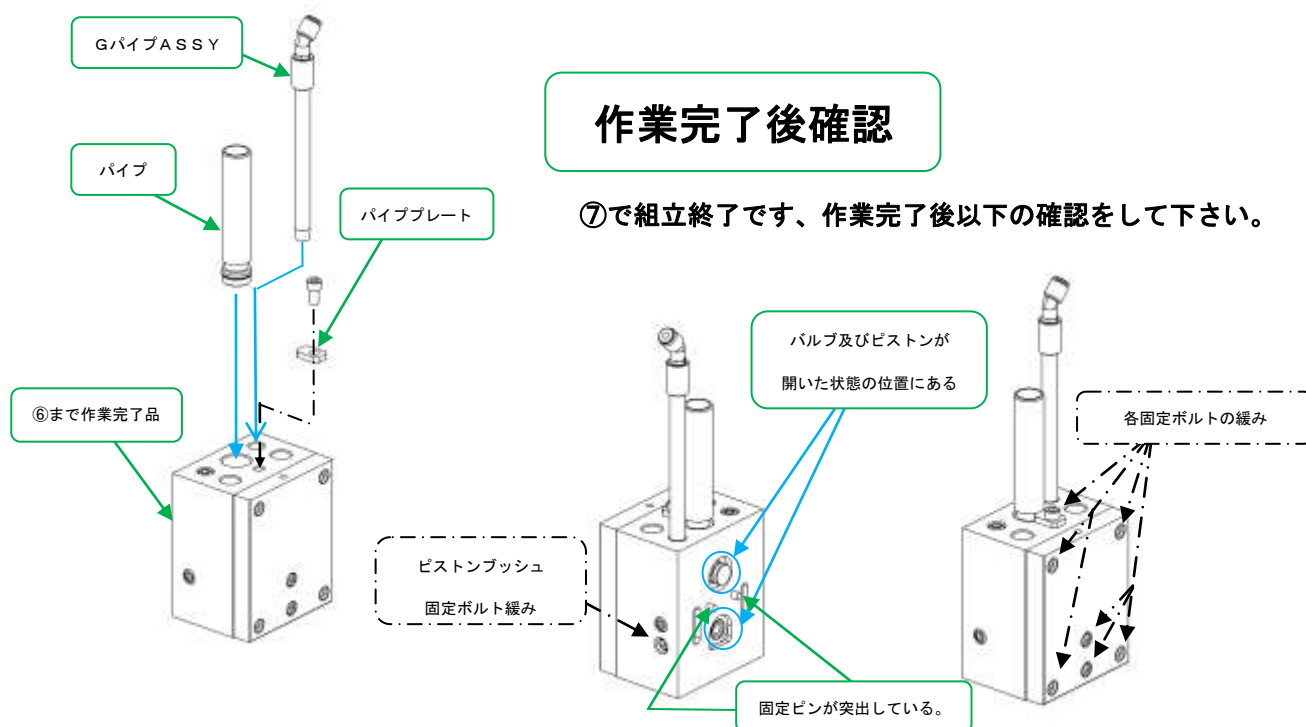 GパイプASSY
作業完了後確認
パイプ
パイププレート
⑦で組立終了です、作業完了後以下の確認をして下さい。
バルブ及びピストンが
開いた状態の位置にある
⑥まで作業完了品
各固定ボルトの緩み
ピストンブッシュ
固定ボルト緩み
固定ピンが突出している。